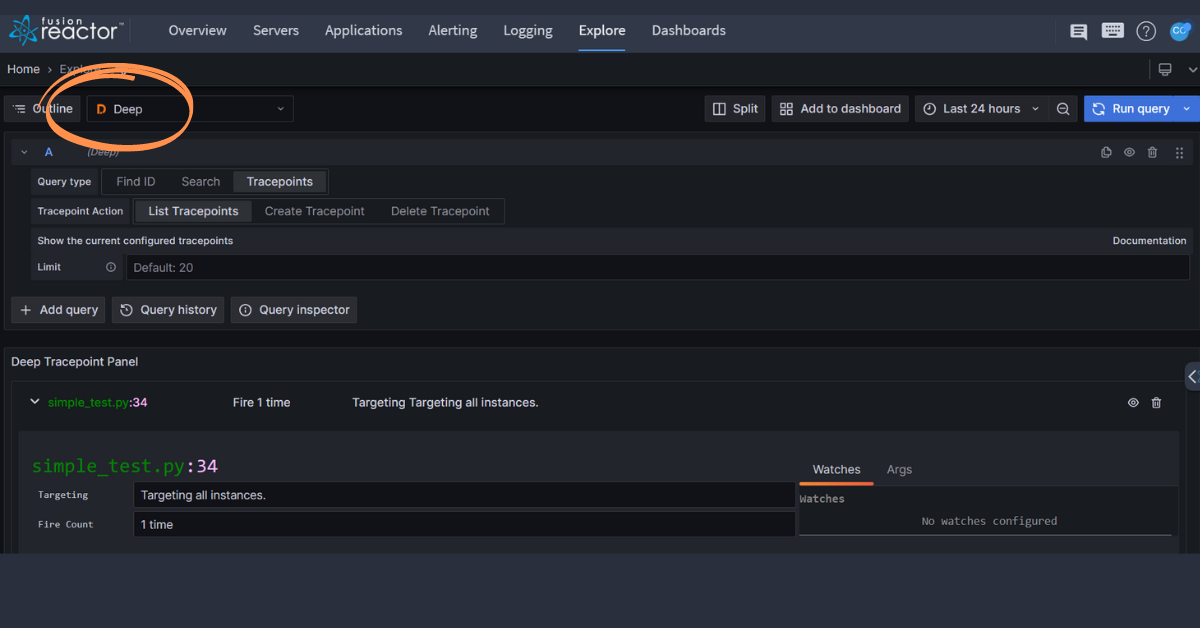 fusion
reactor™
Overview Servers Applications Alerting Logging Explore Dashboards
CC
Home › Explore
Outline
D Deep
Split
Add to dashboard
Last 24 hours
Run query
A (Deep)
Query type Find ID Search Tracepoints
Tracepoint Action List Tracepoints Create Tracepoint Delete Tracepoint
Show the current configured tracepoints Documentation
Limit Default: 20
+ Add query Query history Query inspector
Deep Tracepoint Panel
simple_test.py:34 Fire 1 time Targeting Targeting all instances.
simple_test.py:34
Watches Args
Targeting Targeting all instances.
Watches
Fire Count 1 time
No watches configured